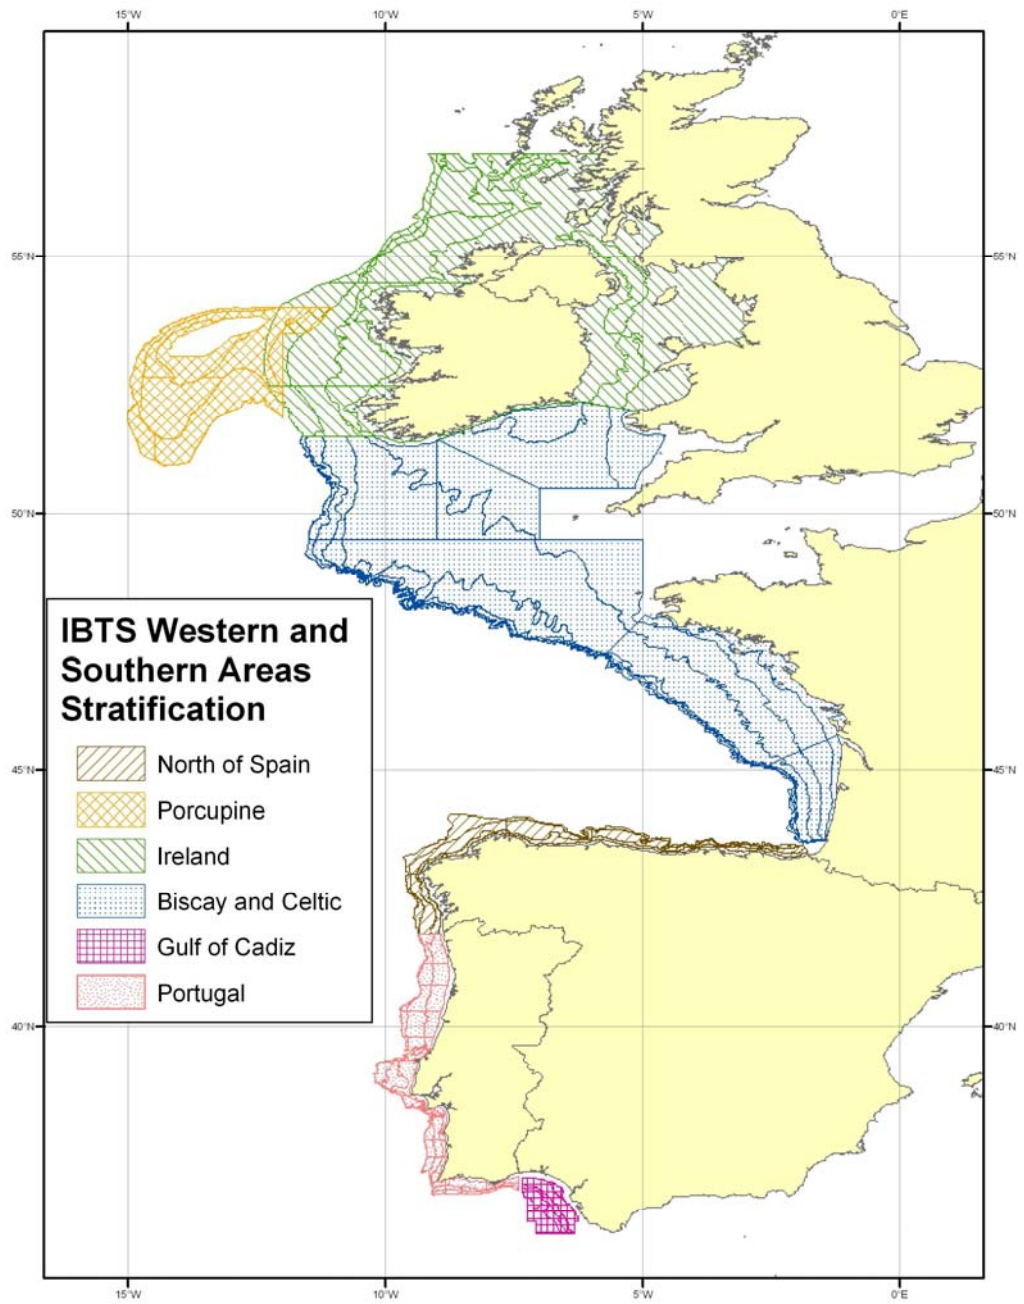 15°W 10°W 5°W 0°E
55°N 55°N
50°N 50°N
IBTS Western and
Southern Areas
Stratification
North of Spain
45°N 45°N
Porcupine
Ireland
Biscay and Celtic
Gulf of Cadiz
Portugal
40°N 40°N
15°W 10°W 5°W 0°E